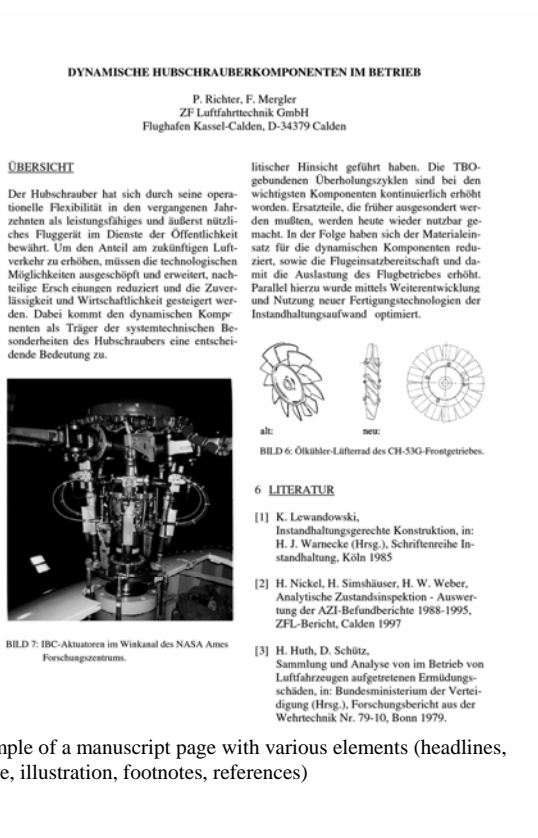 DYNAMISCHE HUBSCHRAUBERKOMPONENTEN IM BETRIEB
P. Richter, F. Mergler
ZF Luftfahrttechnik GmbH
Flughafen Kassel-Calden, D-34379 Calden
ÜBERSICHT
Der Hubschrauber hat sich durch seine opera-
tionelle Flexibilität in den vergangenen Jahr-
zehnten als leistungsfähiges und äußerst nützli-
ches Fluggerät im Dienste der Öffentlichkeit
bewährt. Um den Anteil am zukünftigen Luft-
verkehr zu erhöhen, müssen die technologischen
Möglichkeiten ausgeschöpft und erweitert, nach-
teilige Ersch einungen reduziert und die Zuver-
lässigkeit und Wirtschaftlichkeit gesteigert wer-
den. Dabei kommt den dynamischen Kompc
nenten als Träger der systemtechnischen Be-
sonderheiten des Hubschraubers eine entschei-
dende Bedeutung zu.
BILD 7: IBC-Aktuatoren im Winkanal des NASA Ames
Forschungszentrums.
litischer Hinsicht geführt haben. Die TBO-
gebundenen Überholungszyklen sind bei den
wichtigsten Komponenten kontinuierlich erhöht
worden. Ersatzteile, die früher ausgesondert wer-
den mußten, werden heute wieder nutzbar ge-
macht. In der Folge haben sich der Materialein-
satz für die dynamischen Komponenten redu-
ziert, sowie die Flugeinsatzbereitschaft und da-
mit die Auslastung des Flugbetriebes erhöht.
Parallel hierzu wurde mittels Weiterentwicklung
und Nutzung neuer Fertigungstechnologien der
Instandhaltungsaufwand optimiert.
alt: neu:
BILD 6: Ölkühler-Lüfterrad des CH-53G-Frontgetriebes.
6 LITERATUR
[1] K. Lewandowski,
Instandhaltungsgerechte Konstruktion, in:
H. J. Warnecke (Hrsg.), Schriftenreihe In-
standhaltung, Köln 1985
[2] H. Nickel, H. Simshäuser, H. W. Weber,
Analytische Zustandsinspektion - Auswer-
tung der AZI-Befundberichte 1988-1995,
ZFL-Bericht, Calden 1997
[3] H. Huth, D. Schütz,
Sammlung und Analyse von im Betrieb von
Luftfahrzeugen aufgetretenen Ermüdungs-
schäden, in: Bundesministerium der Vertei-
digung (Hrsg.), Forschungsbericht aus der
Wehrtechnik Nr. 79-10, Bonn 1979.
mple of a manuscript page with various elements (headlines,
e, illustration, footnotes, references)